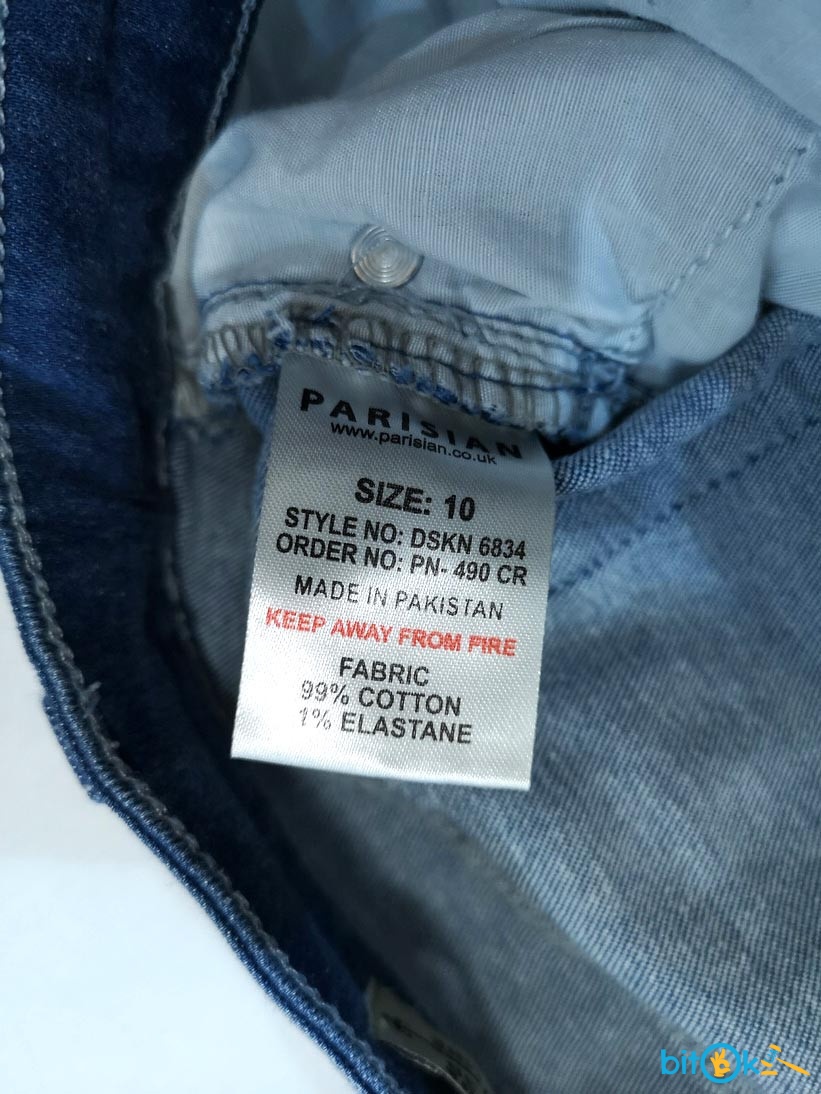 PARISIAN
www.parisian.co.uk
SIZE: 10
STYLE NO: DSKN 6834
ORDER NO: PN- 490 CR
MADE IN PAKISTAN
KEEP AWAY FROM FIRE
FABRIC
99% COTTON
1% ELASTANE
bitOk